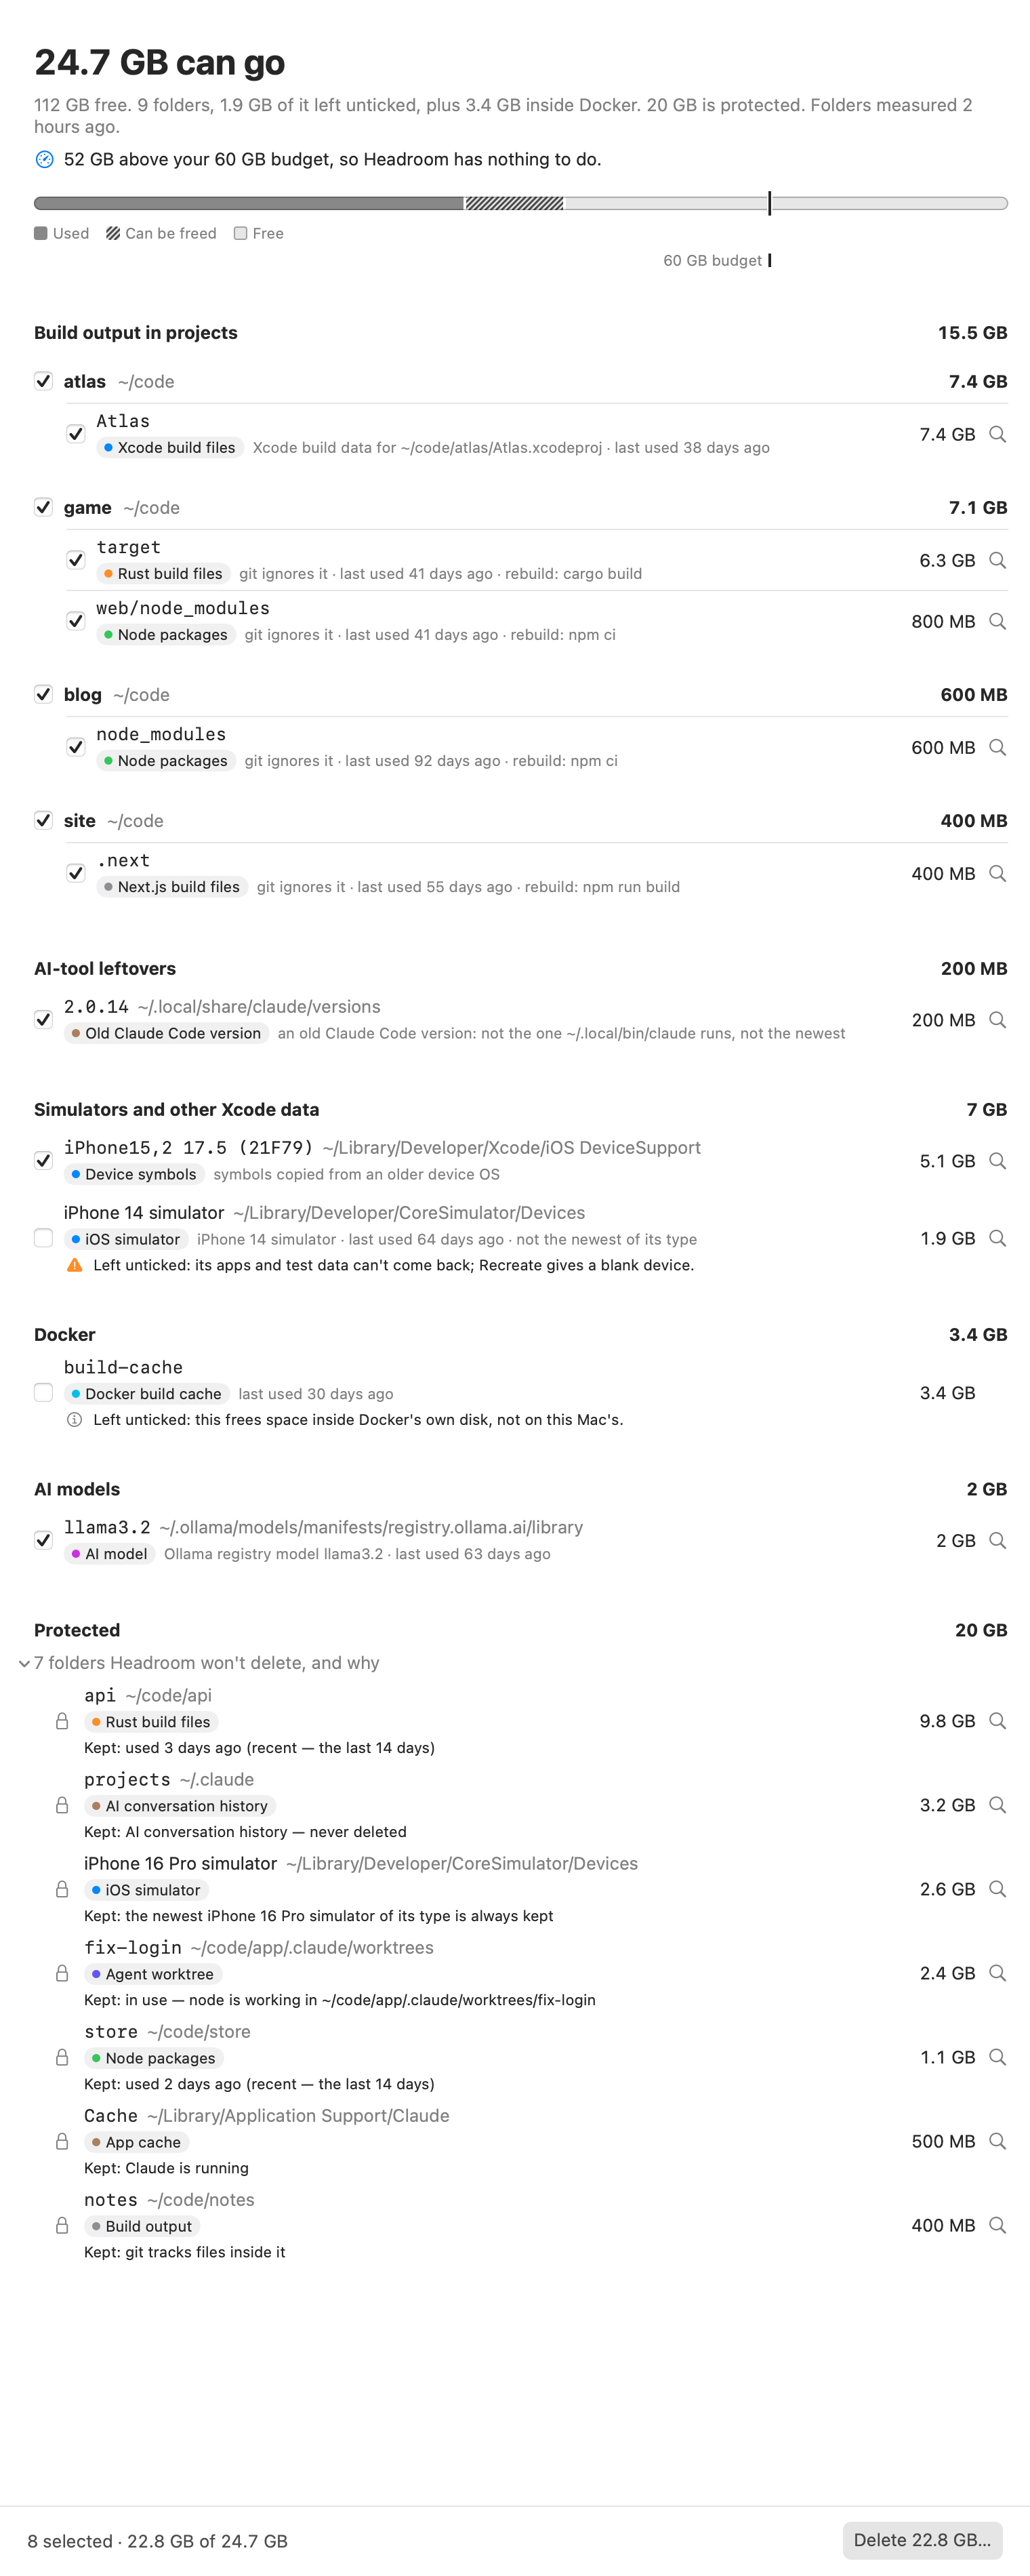 24.7 GB can go
112 GB free. 9 folders, 1.9 GB of it left unticked, plus 3.4 GB inside Docker. 20 GB is protected. Folders measured 2
hours ago.
52 GB above your 60 GB budget, so Headroom has nothing to do.
Used Can be freed Free
60 GB budget
Build output in projects 15.5 GB
atlas ~/code 7.4 GB
Atlas
Xcode build files Xcode build data for ~/code/atlas/Atlas.xcodeproj · last used 38 days ago 7.4 GB
game ~/code 7.1 GB
target
Rust build files git ignores it · last used 41 days ago · rebuild: cargo build 6.3 GB
web/node_modules
Node packages git ignores it · last used 41 days ago · rebuild: npm ci 800 MB
blog ~/code 600 MB
node_modules
Node packages git ignores it · last used 92 days ago · rebuild: npm ci 600 MB
site ~/code 400 MB
.next
Next.js build files git ignores it · last used 55 days ago · rebuild: npm run build 400 MB
AI-tool leftovers 200 MB
2.0.14 ~/.local/share/claude/versions
Old Claude Code version an old Claude Code version: not the one ~/.local/bin/claude runs, not the newest 200 MB
Simulators and other Xcode data 7 GB
iPhone15,2 17.5 (21F79) ~/Library/Developer/Xcode/iOS DeviceSupport
Device symbols symbols copied from an older device OS 5.1 GB
iPhone 14 simulator ~/Library/Developer/CoreSimulator/Devices
iOS simulator iPhone 14 simulator · last used 64 days ago · not the newest of its type 1.9 GB
Left unticked: its apps and test data can't come back; Recreate gives a blank device.
Docker 3.4 GB
build-cache
Docker build cache last used 30 days ago 3.4 GB
Left unticked: this frees space inside Docker's own disk, not on this Mac's.
AI models 2 GB
llama3.2 ~/.ollama/models/manifests/registry.ollama.ai/library
AI model Ollama registry model llama3.2 · last used 63 days ago 2 GB
Protected 20 GB
7 folders Headroom won't delete, and why
api ~/code/api
Rust build files 9.8 GB
Kept: used 3 days ago (recent — the last 14 days)
projects ~/.claude
AI conversation history 3.2 GB
Kept: AI conversation history — never deleted
iPhone 16 Pro simulator ~/Library/Developer/CoreSimulator/Devices
iOS simulator 2.6 GB
Kept: the newest iPhone 16 Pro simulator of its type is always kept
fix-login ~/code/app/.claude/worktrees
Agent worktree 2.4 GB
Kept: in use — node is working in ~/code/app/.claude/worktrees/fix-login
store ~/code/store
Node packages 1.1 GB
Kept: used 2 days ago (recent — the last 14 days)
Cache ~/Library/Application Support/Claude
App cache 500 MB
Kept: Claude is running
notes ~/code/notes
Build output 400 MB
Kept: git tracks files inside it
8 selected · 22.8 GB of 24.7 GB Delete 22.8 GB...